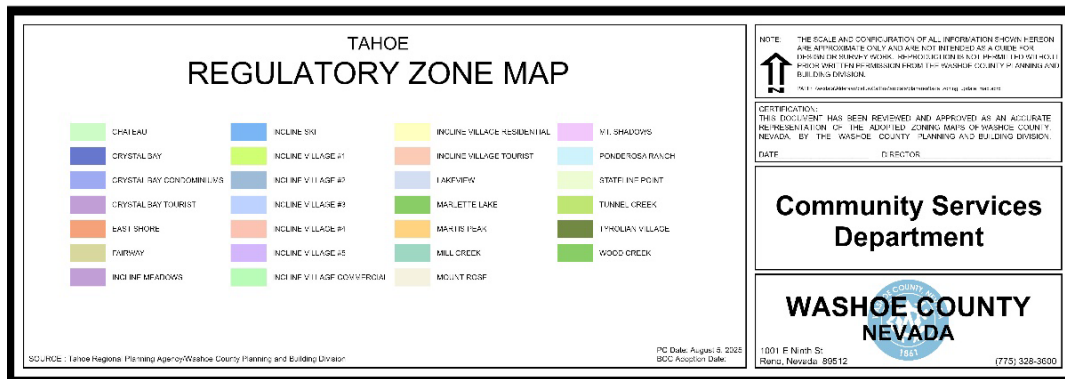 TAHOE
REGULATORY ZONE MAP
CHATEAU
CRYSTAL BAY
CRYSTAL BAY CONDOMINIUMS
CRYSTAL BAY TOURIST
EAST SHORE
FAIRWAY
INCLINE MEADOWS
INCLINE SKI
INCLINE VILLAGE #1
INCLINE VILLAGE #2
INCLINE VILLAGE #3
INCLINE VILLAGE #4
INCLINE VILLAGE #5
INCLINE VILLAGE COMMERCIAL
INCLINE VILLAGE RESIDENTIAL
INCLINE VILLAGE TOURIST
LAKEVIEW
MARLETTE LAKE
MARTIS PEAK
MILL CREEK
MOUNT ROSE
MT. SHADOWS
PONDEROSA RANCH
STATELINE POINT
TUNNEL CREEK
TYROLIAN VILLAGE
WOOD CREEK
SOURCE : Tahoe Regional Planning Agency/Washoe County Planning and Building Division
PC Date: August 5, 2025
BCC Adoption Date:
NOTE: THE SCALE AND CONFIGURATION OF ALL INFORMATION SHOWN HEREON
ARE APPROXIMATE ONLY AND ARE NOT INTENDED AS A GUIDE FOR
DESIGN OR SURVEY WORK. REPRODUCTION IS NOT PERMITTED WITHOUT
PRIOR WRITTEN PERMISSION FROM THE WASHOE COUNTY PLANNING AND
BUILDING DIVISION.
N
CERTIFICATION:
THIS DOCUMENT HAS BEEN REVIEWED AND APPROVED AS AN ACCURATE
REPRESENTATION OF THE ADOPTED ZONING MAPS OF WASHOE COUNTY,
NEVADA, BY THE WASHOE COUNTY PLANNING AND BUILDING DIVISION.
DATE DIRECTOR
Community Services
Department
WASHOE COUNTY
NEVADA
1861
1001 E Ninth St
Reno, Nevada 89512
(775) 328-3600